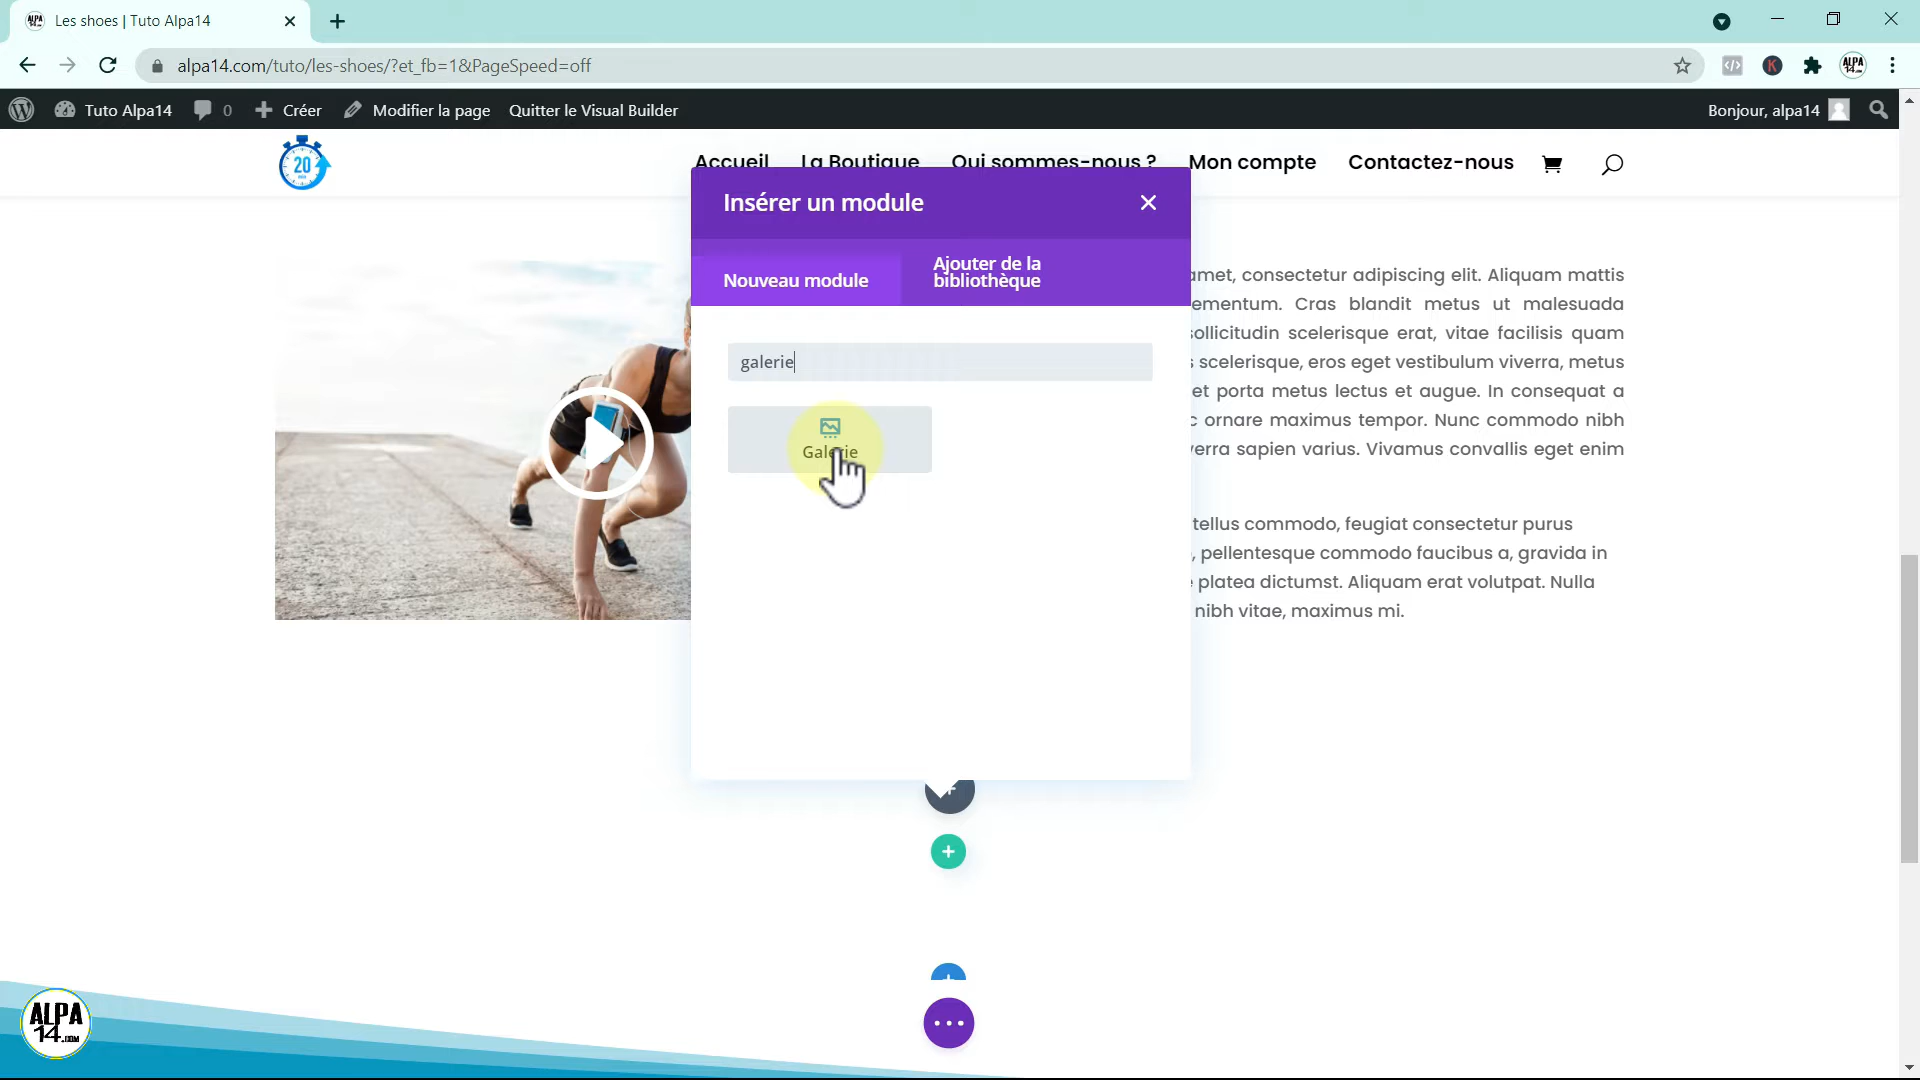 Les shoes | Tuto Alpa14
alpa14.com/tuto/les-shoes/?et_fb=1&PageSpeed=off
K
ALPA 14.com
Tuto Alpa14
0
Créer
Modifier la page
Quitter le Visual Builder
Bonjour, alpa14
20
Accueil
La Boutique
Qui sommes-nous ?
Mon compte
Contactez-nous
Insérer un module
Nouveau module
Ajouter de la
bibliothèque
galerie
Galerie
amet, consectetur adipiscing elit. Aliquam mattis
ementum. Cras blandit metus ut malesuada
sollicitudin scelerisque erat, vitae facilisis quam
scelerisque, eros eget vestibulum viverra, metus
et porta metus lectus et augue. In consequat a
ornare maximus tempor. Nunc commodo nibh
erra sapien varius. Vivamus convallis eget enim
tellus commodo, feugiat consectetur purus
, pellentesque commodo faucibus a, gravida in
platea dictumst. Aliquam erat volutpat. Nulla
nibh vitae, maximus mi.
ALPA
14.COM